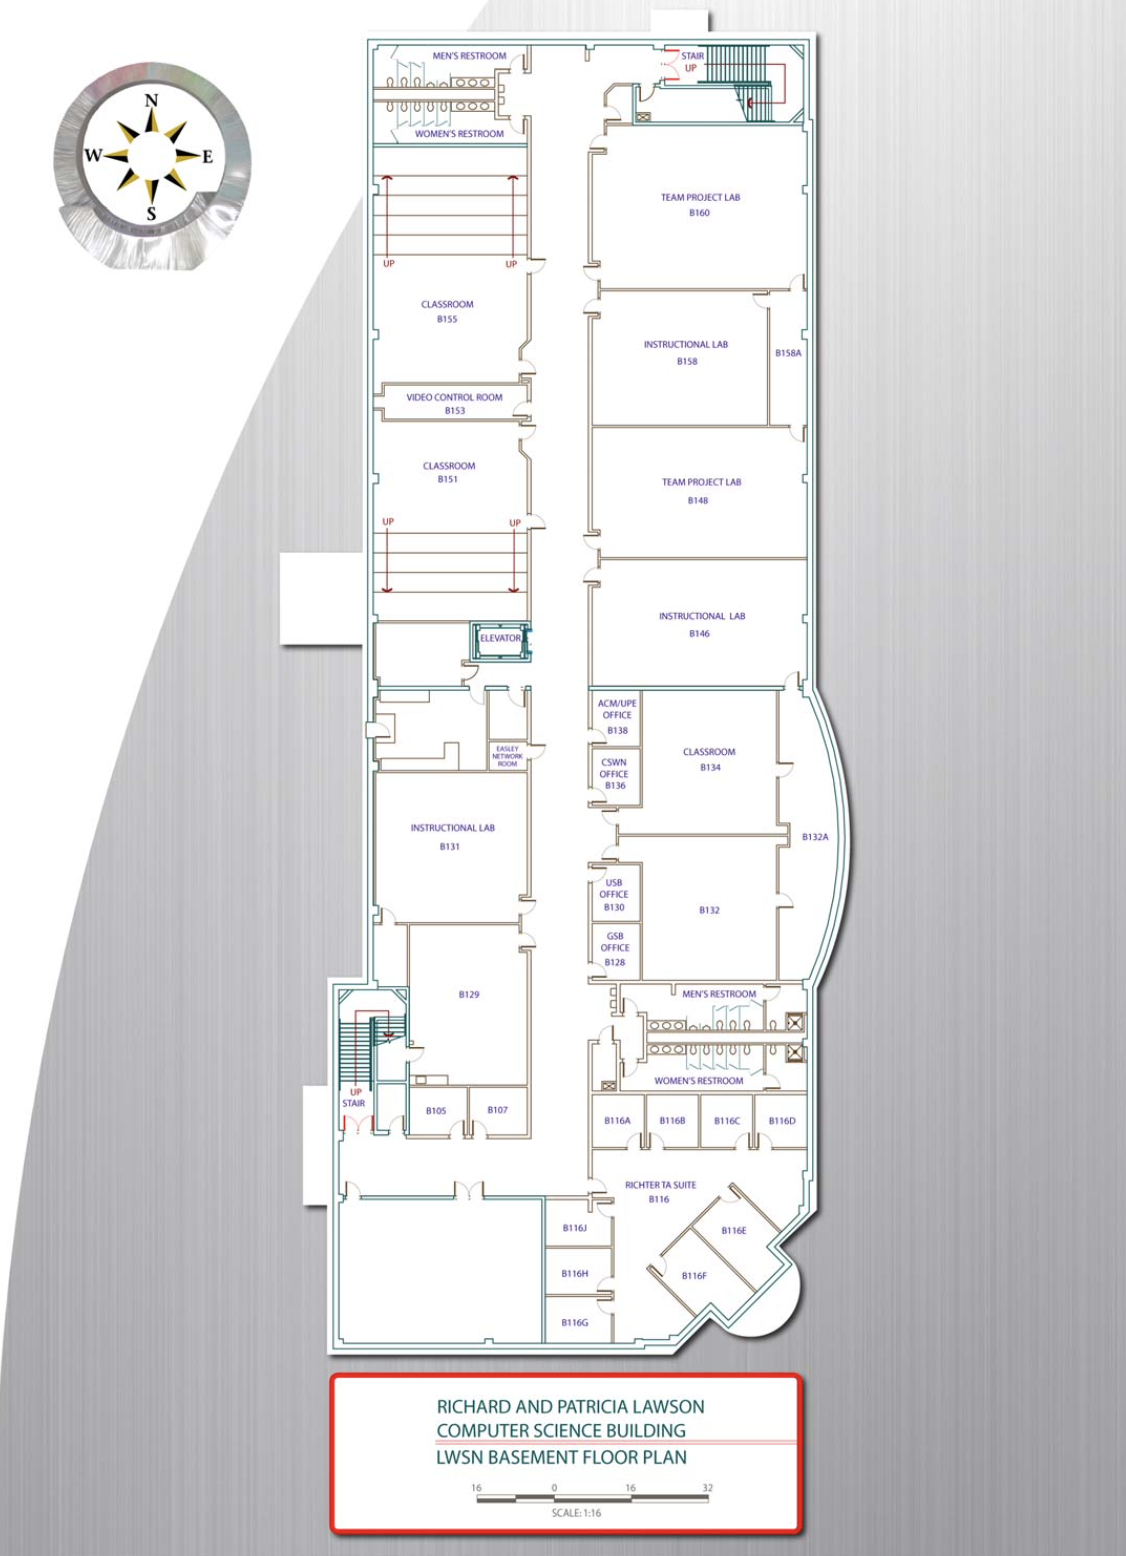 MEN'S RESTROOM
STAIR
UP
N
W
E
S
WOMEN'S RESTROOM
TEAM PROJECT LAB
B160
UP
UP
CLASSROOM
B155
INSTRUCTIONAL LAB
B158
B158A
VIDEO CONTROL ROOM
B153
CLASSROOM
B151
TEAM PROJECT LAB
B148
UP
UP
INSTRUCTIONAL LAB
B146
ELEVATOR
ACM/UPE
OFFICE
B138
EASLEY
NETWORK
ROOM
CSWN
OFFICE
B136
CLASSROOM
B134
INSTRUCTIONAL LAB
B131
B132A
USB
OFFICE
B130
B132
GSB
OFFICE
B128
B129
MEN'S RESTROOM
WOMEN'S RESTROOM
UP
STAIR
B105
B107
B116A
B116B
B116C
B116D
RICHTER TA SUITE
B116
B116J
B116E
B116H
B116F
B116G
RICHARD AND PATRICIA LAWSON
COMPUTER SCIENCE BUILDING
LWSN BASEMENT FLOOR PLAN
16 0 16 32
SCALE: 1:16